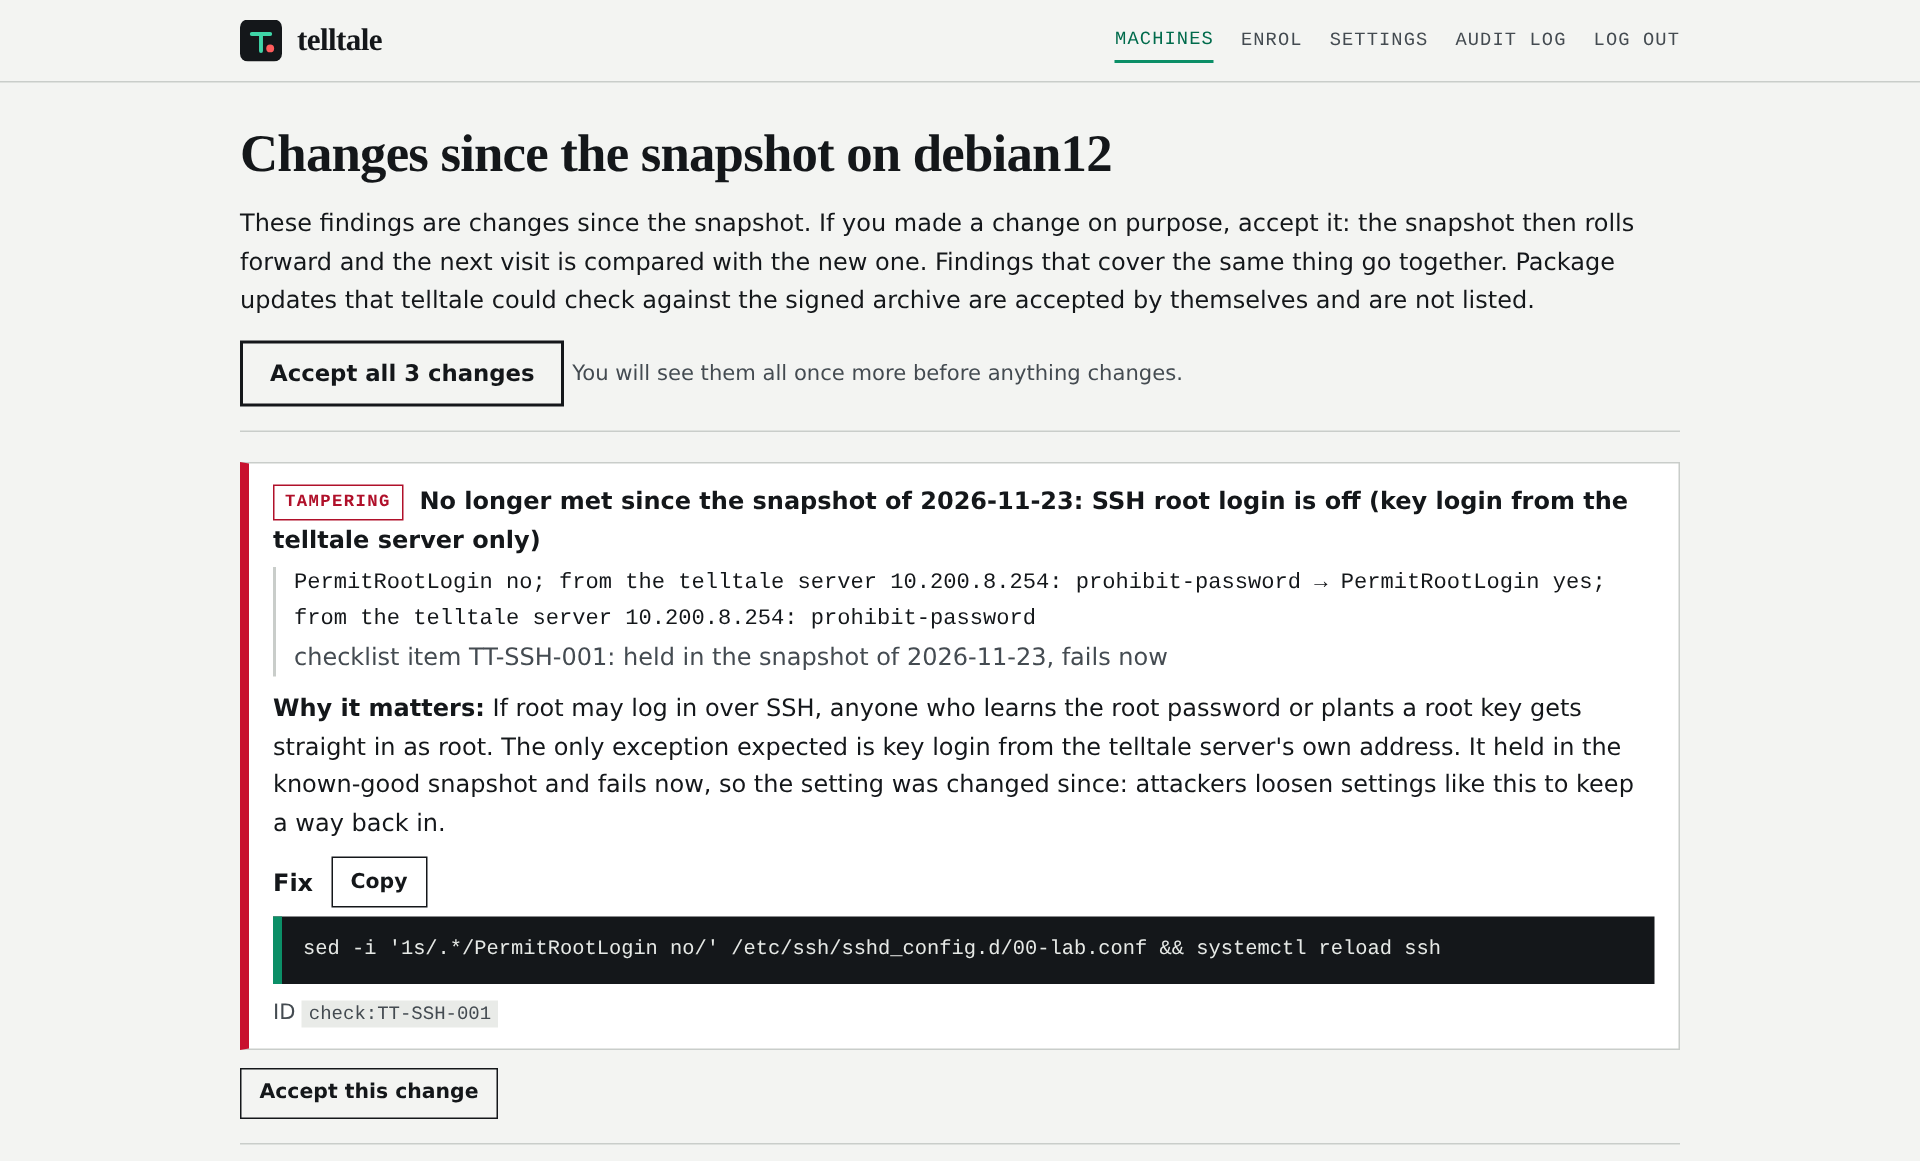 telltale
MACHINES ENROL SETTINGS AUDIT LOG LOG OUT
Changes since the snapshot on debian12
These findings are changes since the snapshot. If you made a change on purpose, accept it: the snapshot then rolls
forward and the next visit is compared with the new one. Findings that cover the same thing go together. Package
updates that telltale could check against the signed archive are accepted by themselves and are not listed.
Accept all 3 changes You will see them all once more before anything changes.
TAMPERING No longer met since the snapshot of 2026-11-23: SSH root login is off (key login from the
telltale server only)
PermitRootLogin no; from the telltale server 10.200.8.254: prohibit-password → PermitRootLogin yes;
from the telltale server 10.200.8.254: prohibit-password
checklist item TT-SSH-001: held in the snapshot of 2026-11-23, fails now
Why it matters: If root may log in over SSH, anyone who learns the root password or plants a root key gets
straight in as root. The only exception expected is key login from the telltale server's own address. It held in the
known-good snapshot and fails now, so the setting was changed since: attackers loosen settings like this to keep
a way back in.
Fix Copy
sed -i '1s/.*/PermitRootLogin no/' /etc/ssh/sshd_config.d/00-lab.conf && systemctl reload ssh
ID check:TT-SSH-001
Accept this change